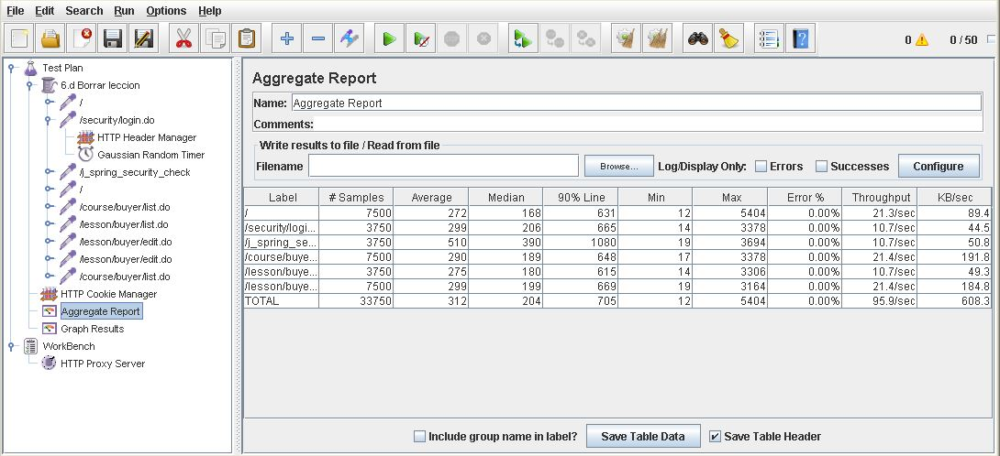 File Edit Search Run Options Help
0 0 / 50
Test Plan
6.d Borrar leccion
/
/security/login.do
HTTP Header Manager
Gaussian Random Timer
/j_spring_security_check
/
/course/buyer/list.do
/lesson/buyer/list.do
/lesson/buyer/edit.do
/lesson/buyer/edit.do
/course/buyer/list.do
HTTP Cookie Manager
Aggregate Report
Graph Results
WorkBench
HTTP Proxy Server
Aggregate Report
Name: Aggregate Report
Comments:
Write results to file / Read from file
Filename Browse... Log/Display Only: Errors Successes Configure
Label # Samples Average Median 90% Line Min Max Error % Throughput KB/sec
/ 7500 272 168 631 12 5404 0.00% 21.3/sec 89.4
/security/logi... 3750 299 206 665 14 3378 0.00% 10.7/sec 44.5
/j_spring_se... 3750 510 390 1080 19 3694 0.00% 10.7/sec 50.8
/course/buye... 7500 290 189 648 17 3378 0.00% 21.4/sec 191.8
/lesson/buye... 3750 275 180 615 14 3306 0.00% 10.7/sec 49.3
/lesson/buye... 7500 299 199 669 19 3164 0.00% 21.4/sec 184.8
TOTAL 33750 312 204 705 12 5404 0.00% 95.9/sec 608.3
Include group name in label? Save Table Data Save Table Header